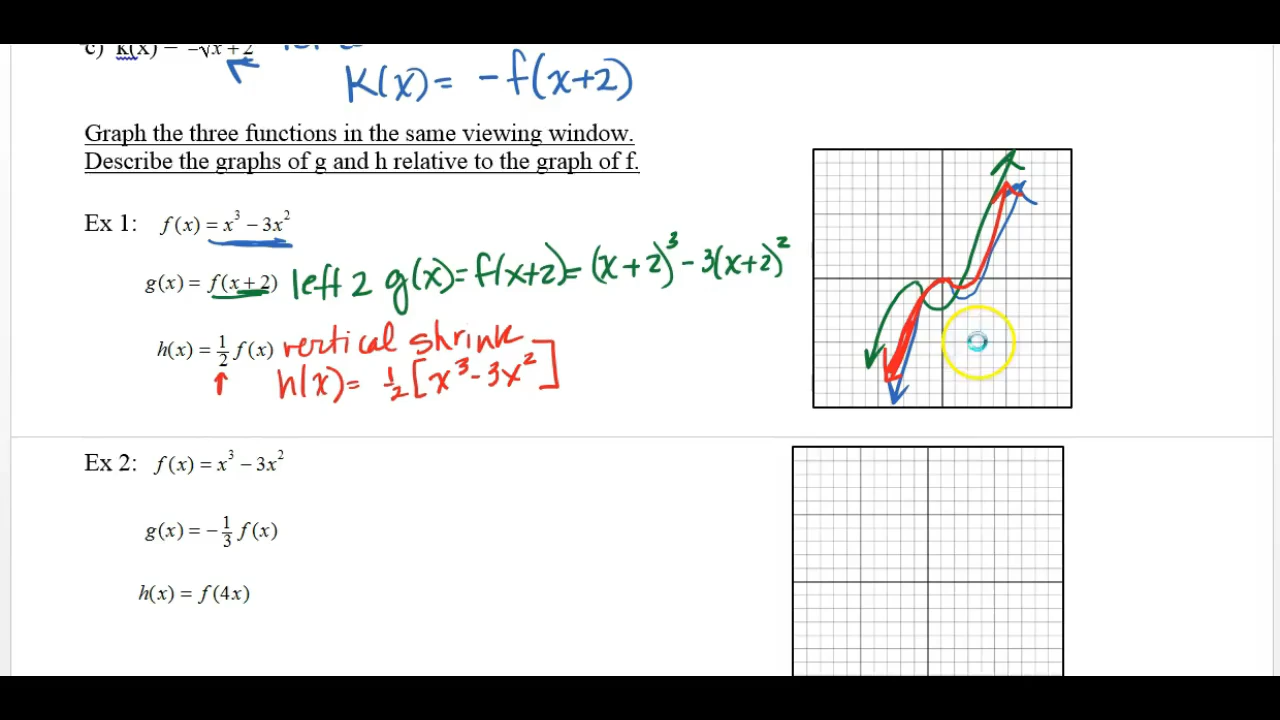 c) k(x) = -√x + 2
K(x) = -f(x+2)
Graph the three functions in the same viewing window.
Describe the graphs of g and h relative to the graph of f.
Ex 1: f(x) = x³ - 3x²
g(x) = f(x+2) left 2 g(x) = f(x+2) = (x+2)³ - 3(x+2)²
h(x) = ½ f(x) vertical shrink
h(x) = ½ [x³ - 3x²]
Ex 2: f(x) = x³ - 3x²
g(x) = -⅓ f(x)
h(x) = f(4x)